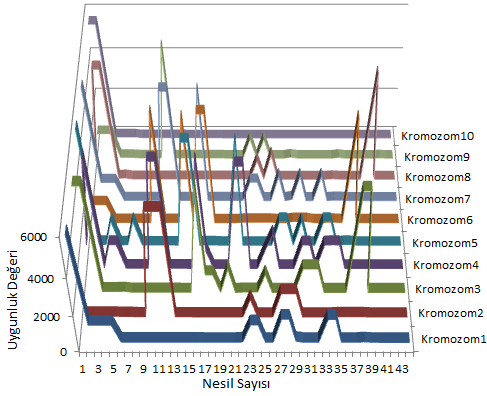 Kromozom10
Kromozom9
Kromozom8
Kromozom7
Kromozom6
Kromozom5
Kromozom4
Kromozom3
Kromozom2
Kromozom1
6000
4000
2000
0
Uygunluk Değeri
1 3 5 7 9 11 13 15 17 19 21 23 25 27 29 31 33 35 37 39 41 43
Nesil Sayısı